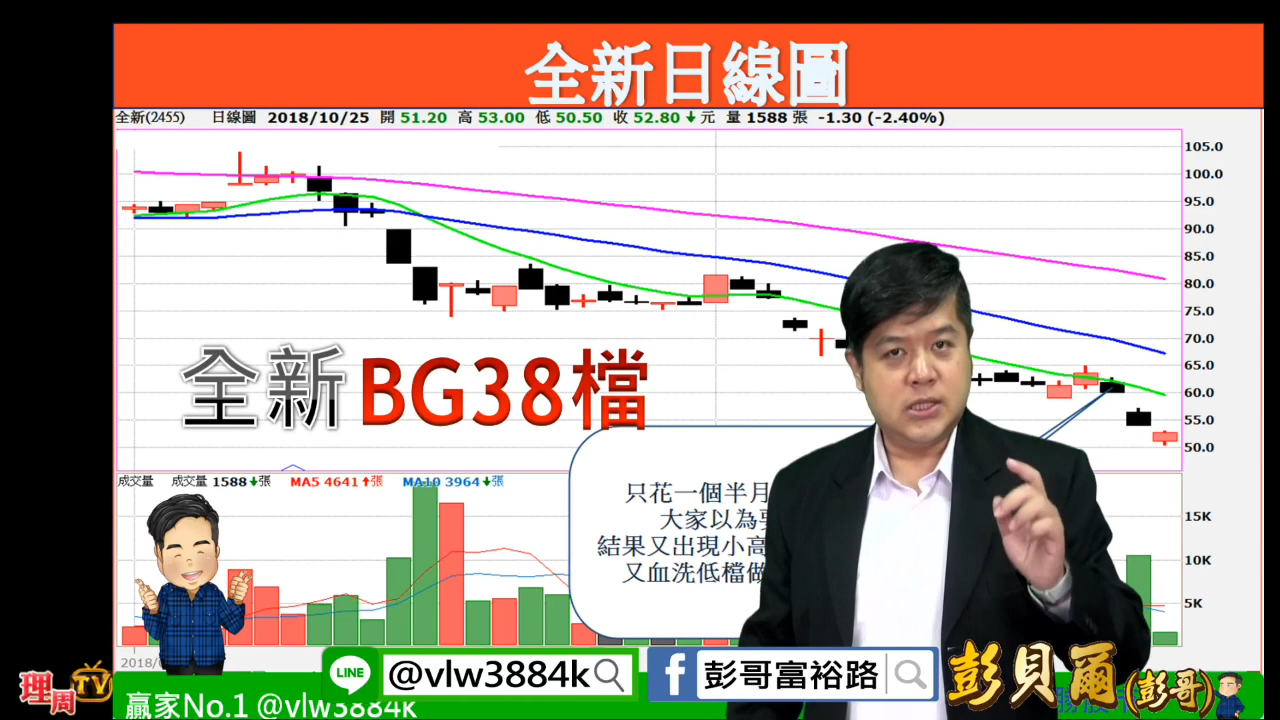 全新日線圖
全新(2455) 日線圖 2018/10/25 開 51.20 高 53.00 低 50.50 收 52.80↓元 量 1588 張 -1.30 (-2.40%)
105.0
100.0
95.0
90.0
85.0
80.0
75.0
70.0
65.0
60.0
55.0
50.0
全新 BG38檔
成交量 成交量 1588↓張 MA5 4641↑張 MA10 3964↓張
只花一個半月
大家以為
結果又出現小高
又血洗低檔做
15K
10K
5K
2018/
LINE @vlw3884k
f 彭哥富裕路
彭貝爾(彭哥)
理周TV
贏家No.1 @vlw3884k